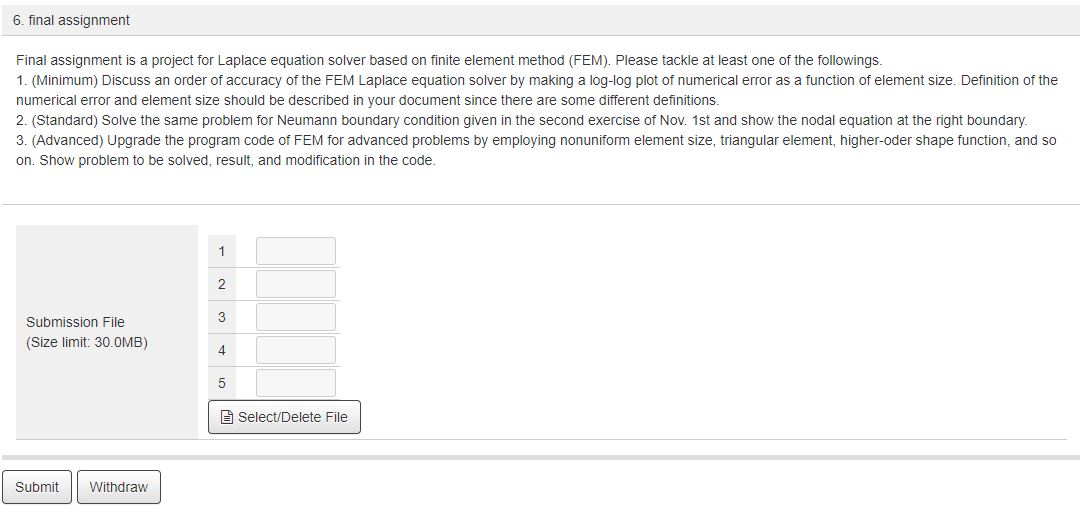 6. final assignment
Final assignment is a project for Laplace equation solver based on finite element method (FEM). Please tackle at least one of the followings.
1. (Minimum) Discuss an order of accuracy of the FEM Laplace equation solver by making a log-log plot of numerical error as a function of element size. Definition of the
numerical error and element size should be described in your document since there are some different definitions.
2. (Standard) Solve the same problem for Neumann boundary condition given in the second exercise of Nov. 1st and show the nodal equation at the right boundary.
3. (Advanced) Upgrade the program code of FEM for advanced problems by employing nonuniform element size, triangular element, higher-oder shape function, and so
on. Show problem to be solved, result, and modification in the code.
1
2
Submission File
3
(Size limit: 30.0MB)
4
5
Select/Delete File
Submit
Withdraw